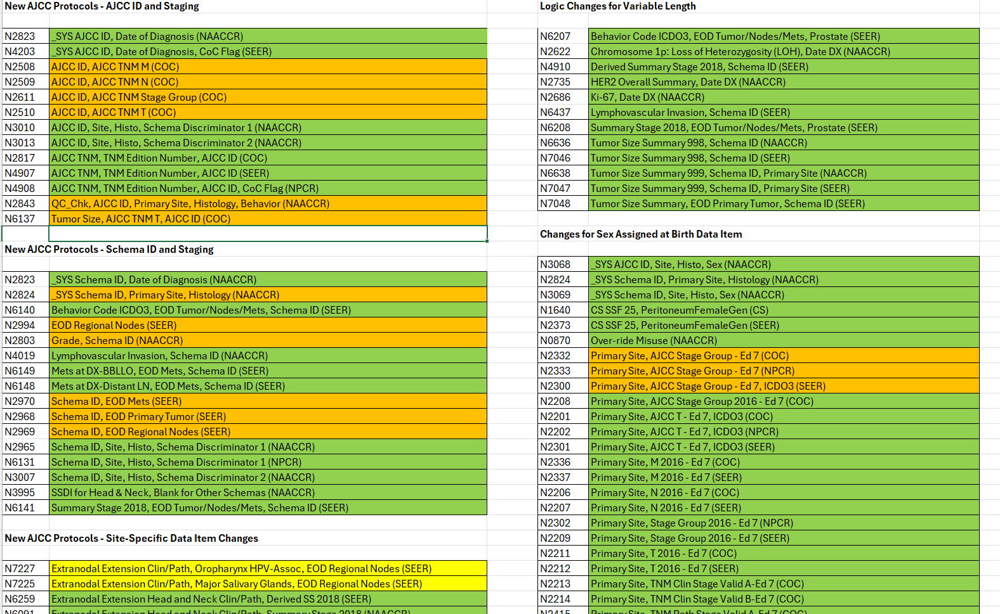 New AJCC Protocols - AJCC ID and Staging
N2823 _SYS AJCC ID, Date of Diagnosis (NAACCR)
N4203 _SYS AJCC ID, Date of Diagnosis, CoC Flag (SEER)
N2508 AJCC ID, AJCC TNM M (COC)
N2509 AJCC ID, AJCC TNM N (COC)
N2611 AJCC ID, AJCC TNM Stage Group (COC)
N2510 AJCC ID, AJCC TNM T (COC)
N3010 AJCC ID, Site, Histo, Schema Discriminator 1 (NAACCR)
N3013 AJCC ID, Site, Histo, Schema Discriminator 2 (NAACCR)
N2817 AJCC TNM, TNM Edition Number, AJCC ID (COC)
N4907 AJCC TNM, TNM Edition Number, AJCC ID (SEER)
N4908 AJCC TNM, TNM Edition Number, AJCC ID, CoC Flag (NPCR)
N2843 QC_Chk, AJCC ID, Primary Site, Histology, Behavior (NAACCR)
N6137 Tumor Size, AJCC TNM T, AJCC ID (COC)
New AJCC Protocols - Schema ID and Staging
N2823 _SYS Schema ID, Date of Diagnosis (NAACCR)
N2824 _SYS Schema ID, Primary Site, Histology (NAACCR)
N6140 Behavior Code ICDO3, EOD Tumor/Nodes/Mets, Schema ID (SEER)
N2994 EOD Regional Nodes (SEER)
N2803 Grade, Schema ID (NAACCR)
N4019 Lymphovascular Invasion, Schema ID (NAACCR)
N6149 Mets at DX-BBLLO, EOD Mets, Schema ID (SEER)
N6148 Mets at DX-Distant LN, EOD Mets, Schema ID (SEER)
N2970 Schema ID, EOD Mets (SEER)
N2968 Schema ID, EOD Primary Tumor (SEER)
N2969 Schema ID, EOD Regional Nodes (SEER)
N2965 Schema ID, Site, Histo, Schema Discriminator 1 (NAACCR)
N6131 Schema ID, Site, Histo, Schema Discriminator 1 (NPCR)
N3007 Schema ID, Site, Histo, Schema Discriminator 2 (NAACCR)
N3995 SSDI for Head & Neck, Blank for Other Schemas (NAACCR)
N6141 Summary Stage 2018, EOD Tumor/Nodes/Mets, Schema ID (SEER)
New AJCC Protocols - Site-Specific Data Item Changes
N7227 Extranodal Extension Clin/Path, Oropharynx HPV-Assoc, EOD Regional Nodes (SEER)
N7225 Extranodal Extension Clin/Path, Major Salivary Glands, EOD Regional Nodes (SEER)
N6259 Extranodal Extension Head and Neck Clin/Path, Derived SS 2018 (SEER)
N6091 Extranodal Extension Head and Neck Clin/Path, Summary Stage 2018 (NAACCR)
Logic Changes for Variable Length
N6207 Behavior Code ICDO3, EOD Tumor/Nodes/Mets, Prostate (SEER)
N2622 Chromosome 1p: Loss of Heterozygosity (LOH), Date DX (NAACCR)
N4910 Derived Summary Stage 2018, Schema ID (SEER)
N2735 HER2 Overall Summary, Date DX (NAACCR)
N2686 Ki-67, Date DX (NAACCR)
N6437 Lymphovascular Invasion, Schema ID (SEER)
N6208 Summary Stage 2018, EOD Tumor/Nodes/Mets, Prostate (SEER)
N6636 Tumor Size Summary 998, Schema ID (NAACCR)
N7046 Tumor Size Summary 998, Schema ID (SEER)
N6638 Tumor Size Summary 999, Schema ID, Primary Site (NAACCR)
N7047 Tumor Size Summary 999, Schema ID, Primary Site (SEER)
N7048 Tumor Size Summary, EOD Primary Tumor, Schema ID (SEER)
Changes for Sex Assigned at Birth Data Item
N3068 _SYS AJCC ID, Site, Histo, Sex (NAACCR)
N2824 _SYS Schema ID, Primary Site, Histology (NAACCR)
N3069 _SYS Schema ID, Site, Histo, Sex (NAACCR)
N1640 CS SSF 25, PeritoneumFemaleGen (CS)
N2373 CS SSF 25, PeritoneumFemaleGen (SEER)
N0870 Over-ride Misuse (NAACCR)
N2332 Primary Site, AJCC Stage Group - Ed 7 (COC)
N2333 Primary Site, AJCC Stage Group - Ed 7 (NPCR)
N2300 Primary Site, AJCC Stage Group - Ed 7, ICDO3 (SEER)
N2208 Primary Site, AJCC Stage Group 2016 - Ed 7 (COC)
N2201 Primary Site, AJCC T - Ed 7, ICDO3 (COC)
N2202 Primary Site, AJCC T - Ed 7, ICDO3 (NPCR)
N2301 Primary Site, AJCC T - Ed 7, ICDO3 (SEER)
N2336 Primary Site, M 2016 - Ed 7 (COC)
N2337 Primary Site, M 2016 - Ed 7 (SEER)
N2206 Primary Site, N 2016 - Ed 7 (COC)
N2207 Primary Site, N 2016 - Ed 7 (SEER)
N2302 Primary Site, Stage Group 2016 - Ed 7 (NPCR)
N2209 Primary Site, Stage Group 2016 - Ed 7 (SEER)
N2211 Primary Site, T 2016 - Ed 7 (COC)
N2212 Primary Site, T 2016 - Ed 7 (SEER)
N2213 Primary Site, TNM Clin Stage Valid A-Ed 7 (COC)
N2214 Primary Site, TNM Clin Stage Valid B-Ed 7 (COC)
N2415 Primary Site, TNM Path Stage Valid A-Ed 7 (COC)